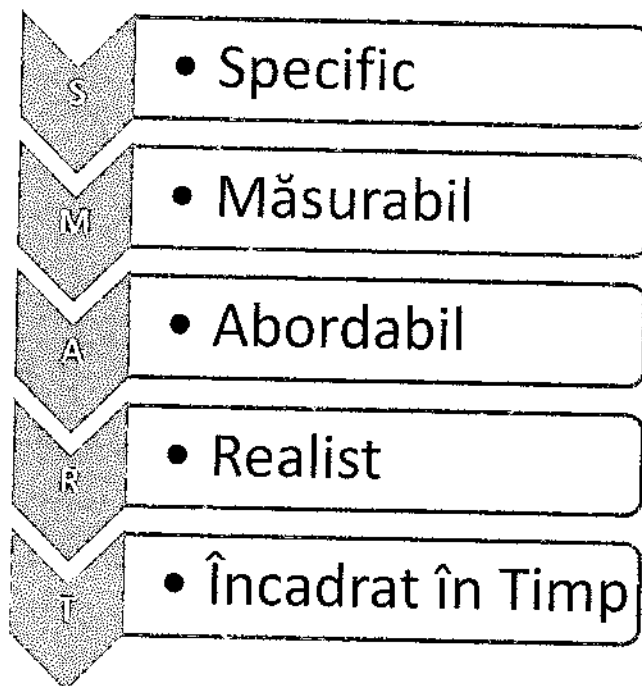 S
• Specific
M
• Măsurabil
A
• Abordabil
R
• Realist
T
• Încadrat în Timp